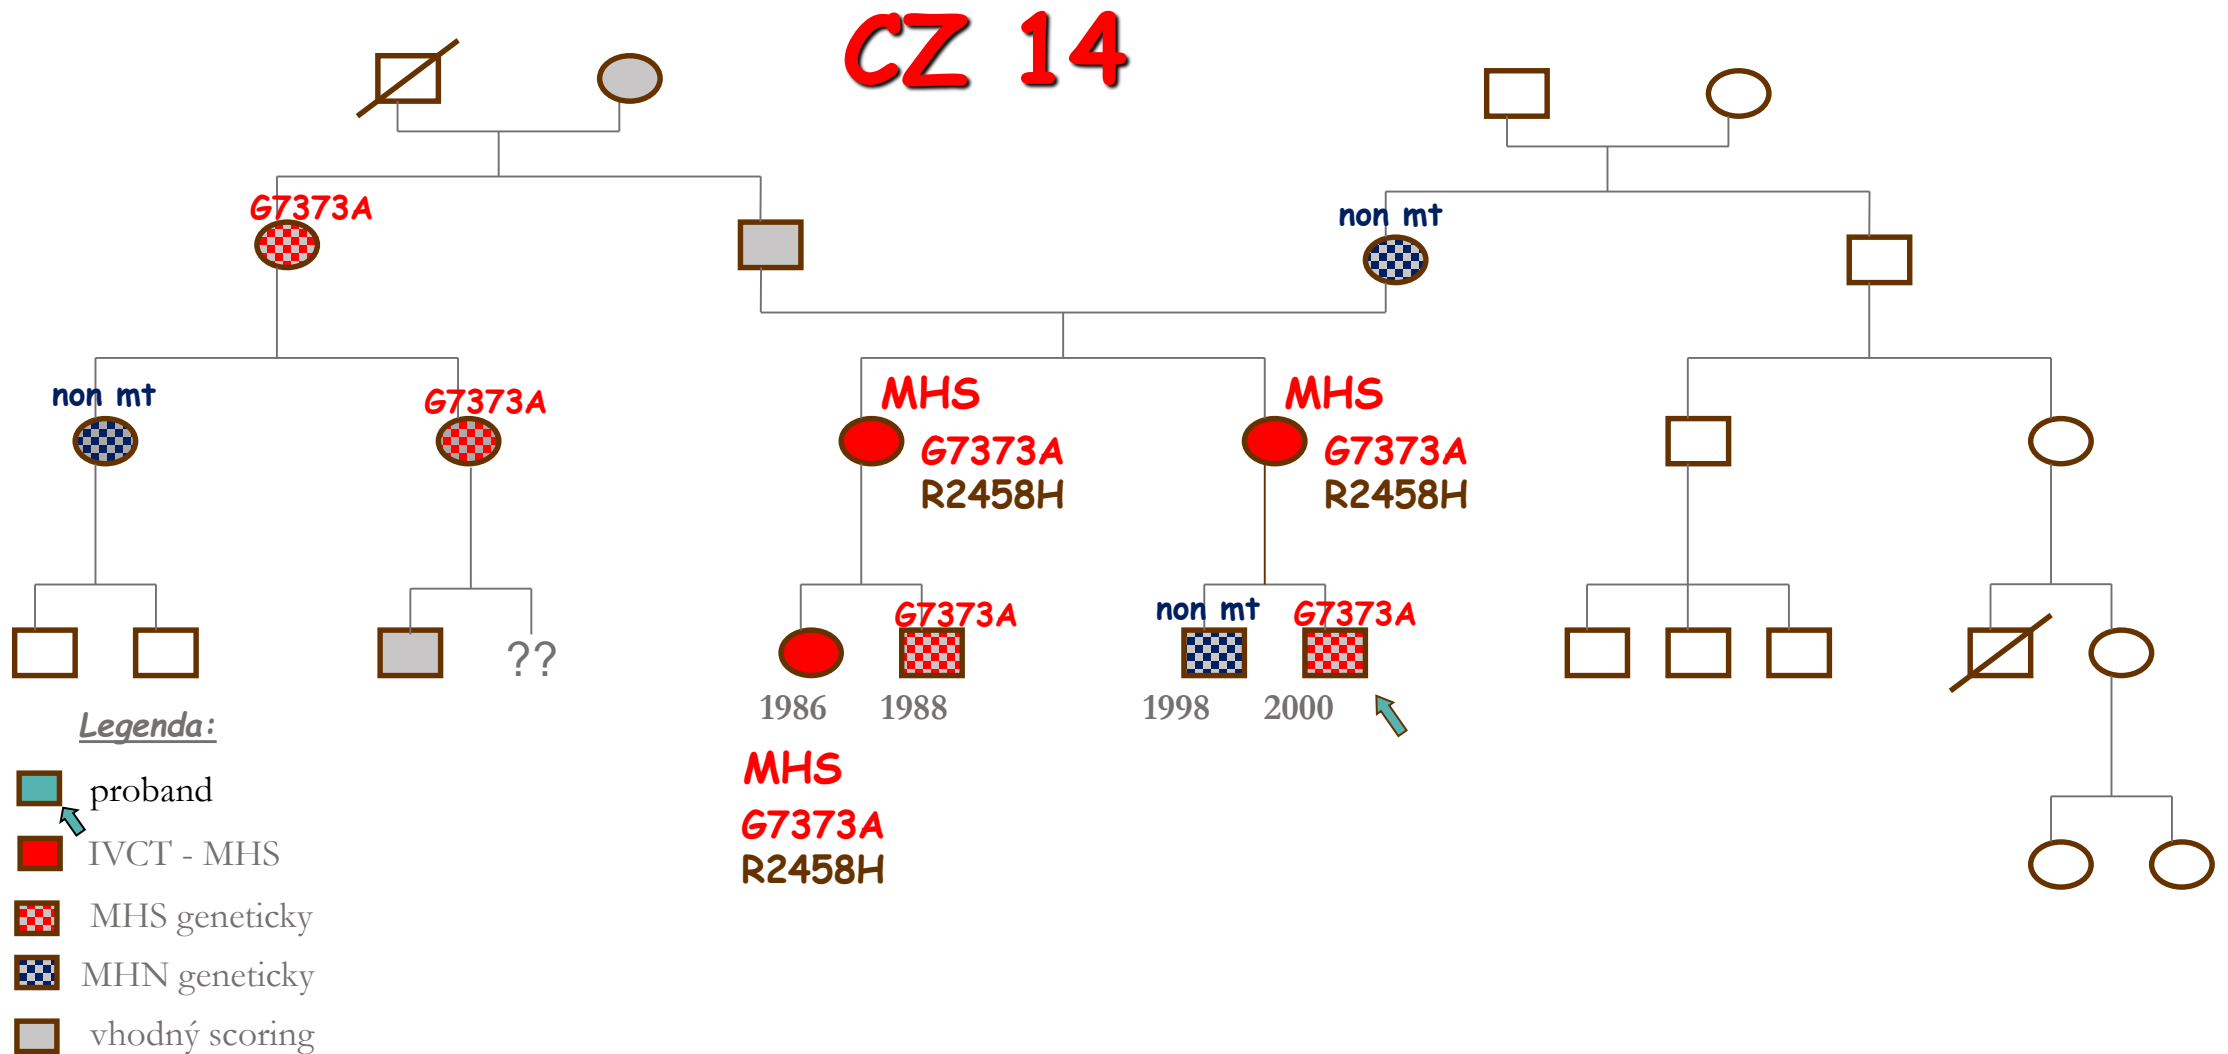 CZ 14
G7373A
non mt
non mt
G7373A
MHS
G7373A
R2458H
MHS
G7373A
R2458H
??
G7373A
non mt
G7373A
1986
1988
1998
2000
MHS
G7373A
R2458H
Legenda:
proband
IVCT - MHS
MHS geneticky
MHN geneticky
vhodný scoring